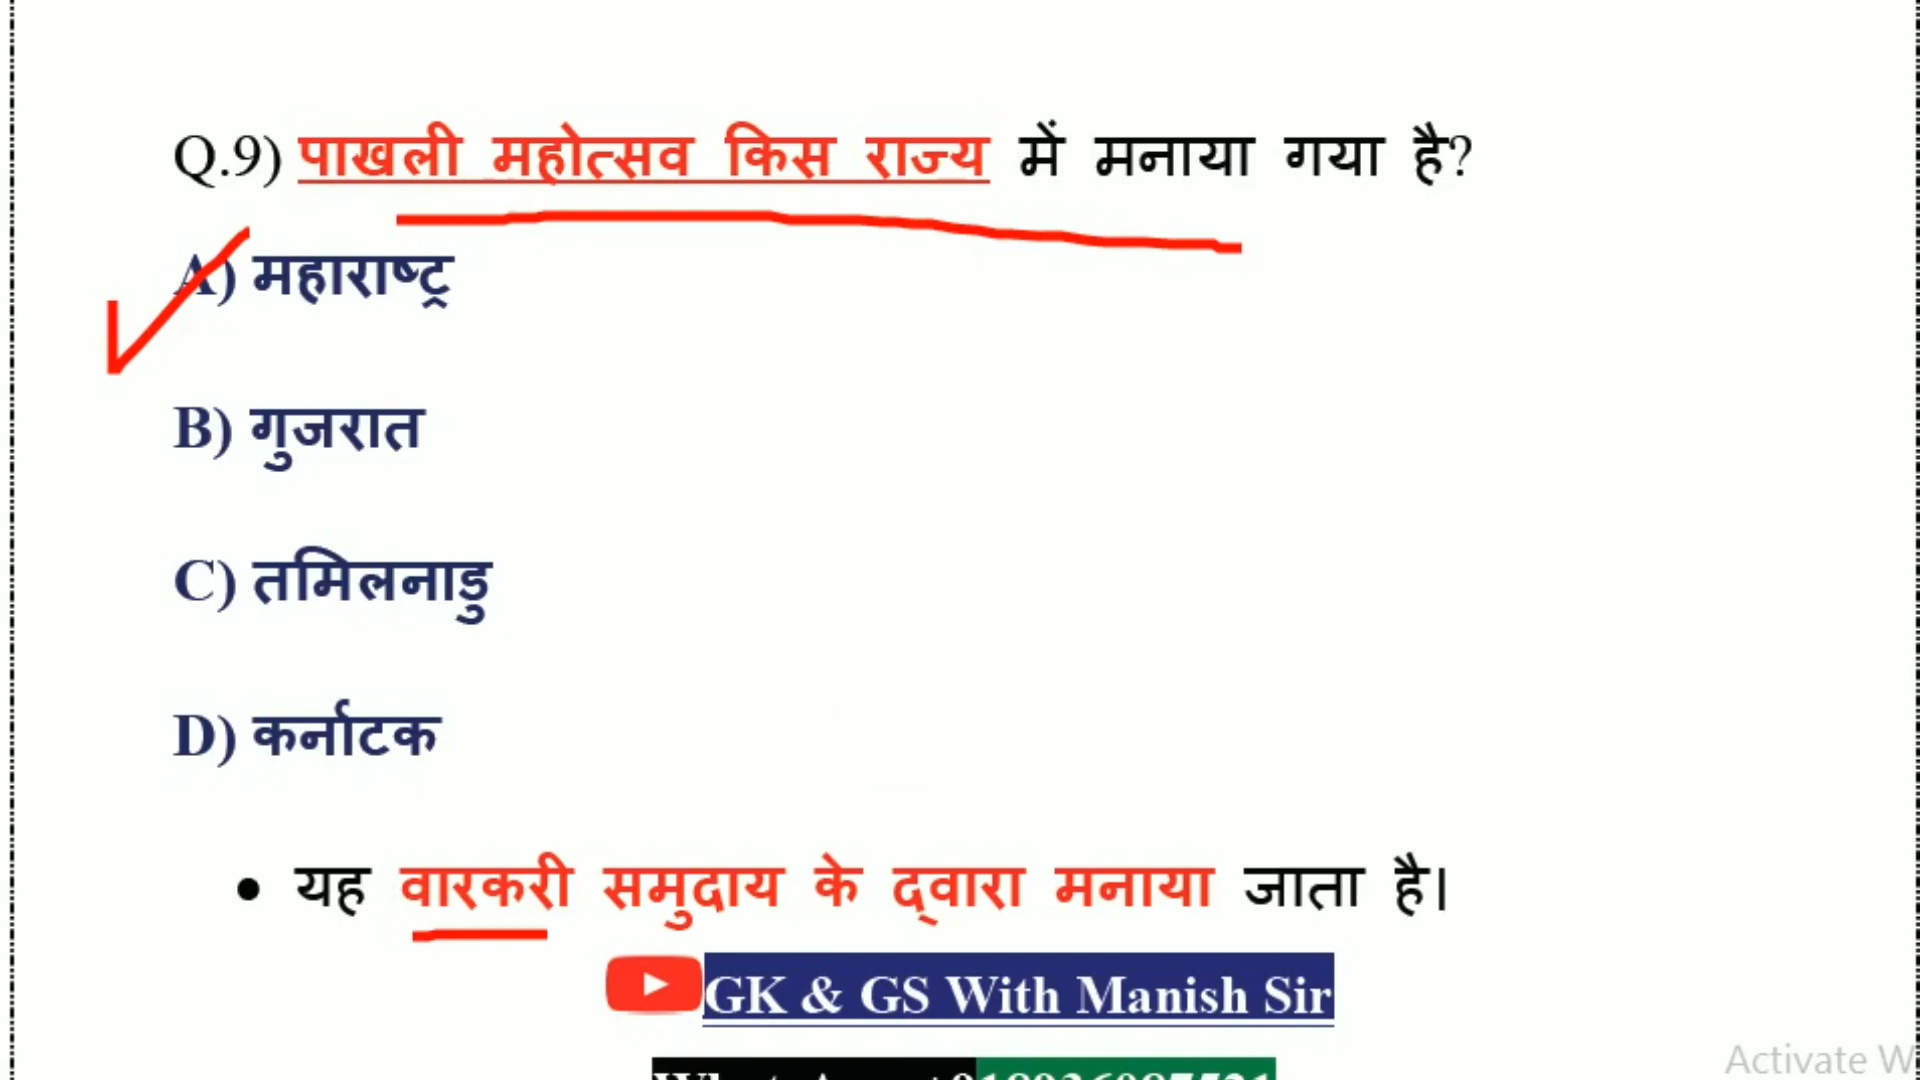 Q.9) पाखली महोत्सव किस राज्य में मनाया गया है?
A) महाराष्ट्र
B) गुजरात
C) तमिलनाडु
D) कर्नाटक
• यह वारकरी समुदाय के द्वारा मनाया जाता है।
GK & GS With Manish Sir
Activate W